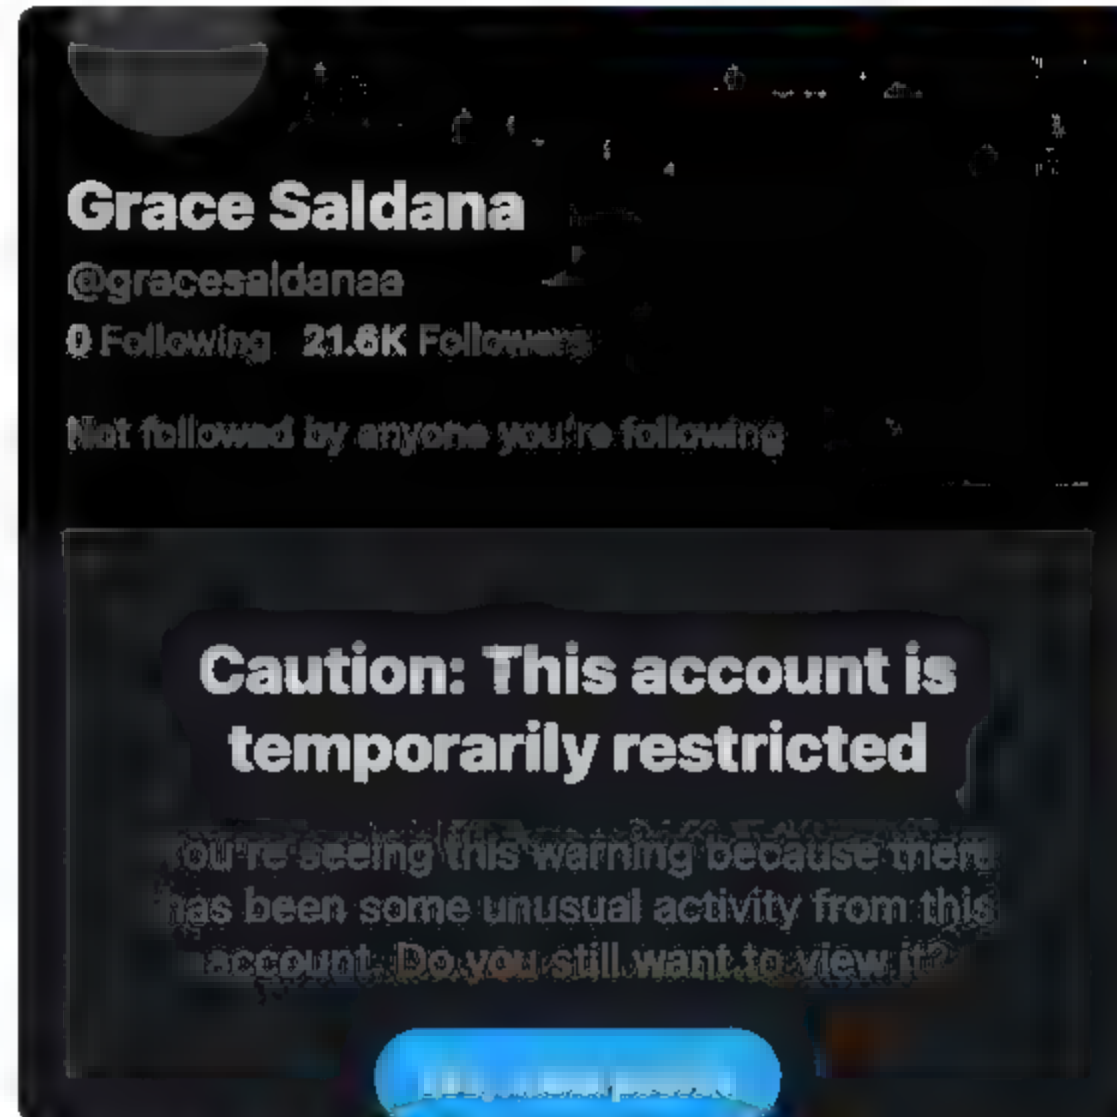 Grace Saldana
@gracesaldanaa
0 Following 21.6K Followers
Not followed by anyone you're following
Caution: This account is
temporarily restricted
You're seeing this warning because there
has been some unusual activity from this
account. Do you still want to view it?